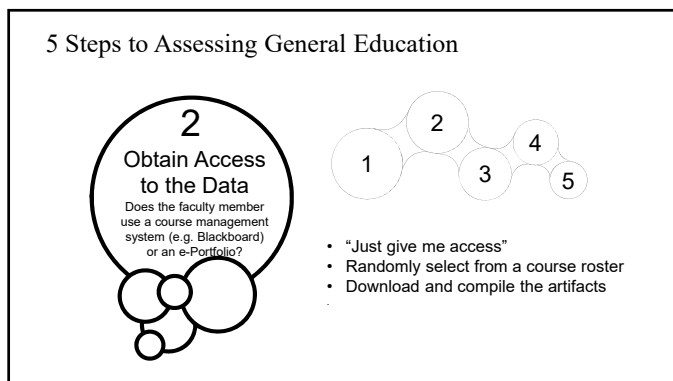 5 Steps to Assessing General Education
2
Obtain Access
to the Data
Does the faculty member
use a course management
system (e.g. Blackboard)
or an e-Portfolio?
1
2
3
4
5
• “Just give me access”
• Randomly select from a course roster
• Download and compile the artifacts